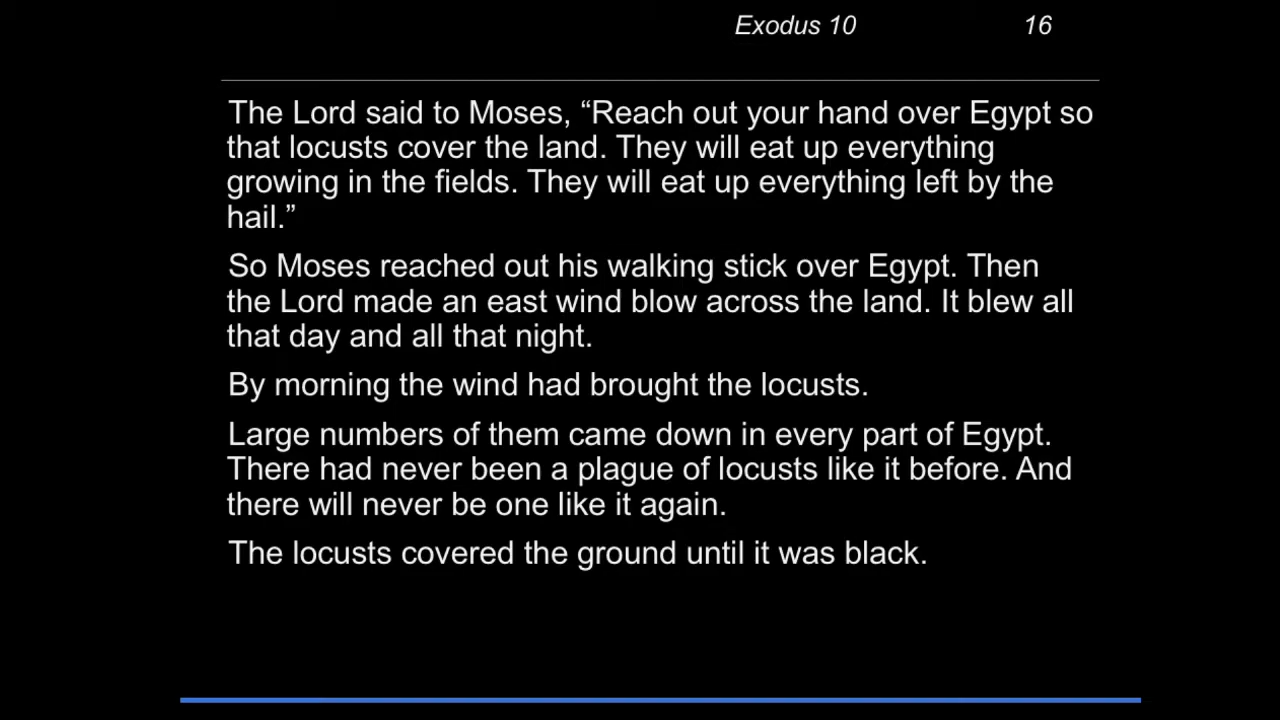 Exodus 10 16
The Lord said to Moses, “Reach out your hand over Egypt so
that locusts cover the land. They will eat up everything
growing in the fields. They will eat up everything left by the
hail.”
So Moses reached out his walking stick over Egypt. Then
the Lord made an east wind blow across the land. It blew all
that day and all that night.
By morning the wind had brought the locusts.
Large numbers of them came down in every part of Egypt.
There had never been a plague of locusts like it before. And
there will never be one like it again.
The locusts covered the ground until it was black.